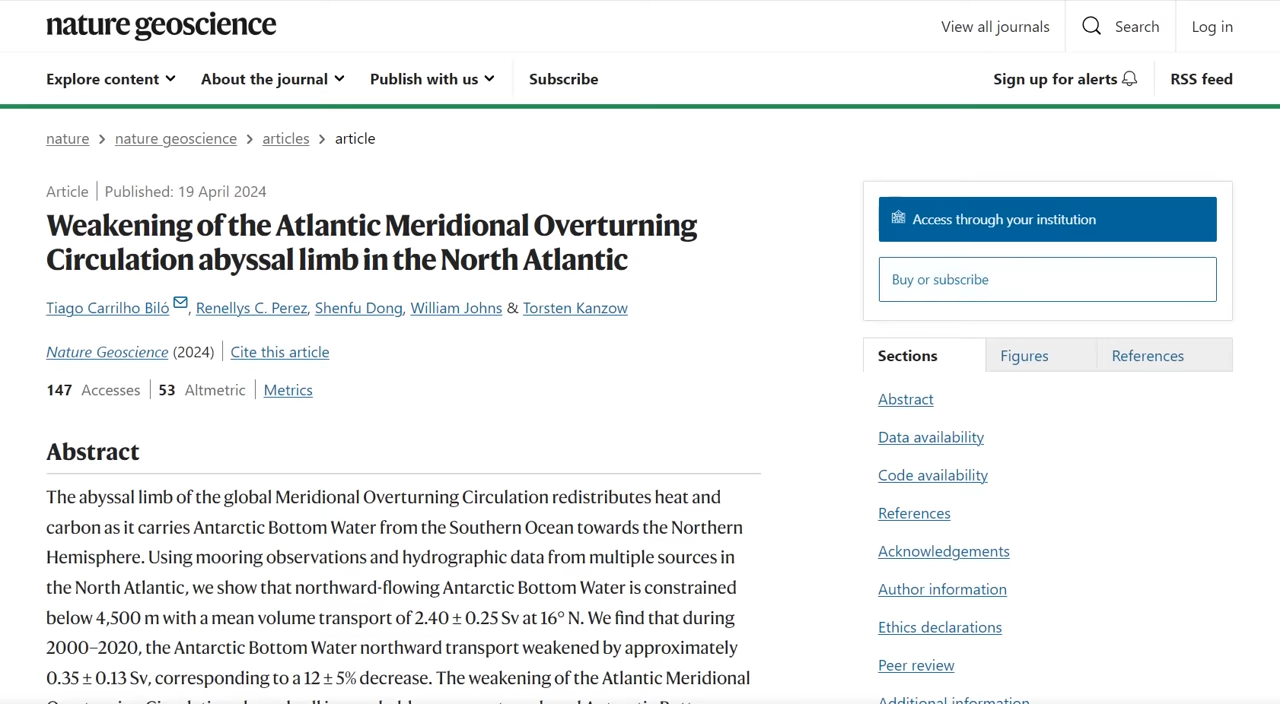 nature geoscience
View all journals
Search
Log in
Explore content
About the journal
Publish with us
Subscribe
Sign up for alerts
RSS feed
nature > nature geoscience > articles > article
Article | Published: 19 April 2024
Weakening of the Atlantic Meridional Overturning
Circulation abyssal limb in the North Atlantic
Tiago Carrilho Biló, Renellys C. Perez, Shenfu Dong, William Johns & Torsten Kanzow
Nature Geoscience (2024) | Cite this article
147 Accesses | 53 Altmetric | Metrics
Abstract
The abyssal limb of the global Meridional Overturning Circulation redistributes heat and
carbon as it carries Antarctic Bottom Water from the Southern Ocean towards the Northern
Hemisphere. Using mooring observations and hydrographic data from multiple sources in
the North Atlantic, we show that northward-flowing Antarctic Bottom Water is constrained
below 4,500 m with a mean volume transport of 2.40 ± 0.25 Sv at 16° N. We find that during
2000–2020, the Antarctic Bottom Water northward transport weakened by approximately
0.35 ± 0.13 Sv, corresponding to a 12 ± 5% decrease. The weakening of the Atlantic Meridional
Access through your institution
Buy or subscribe
Sections
Figures
References
Abstract
Data availability
Code availability
References
Acknowledgements
Author information
Ethics declarations
Peer review
Additional information